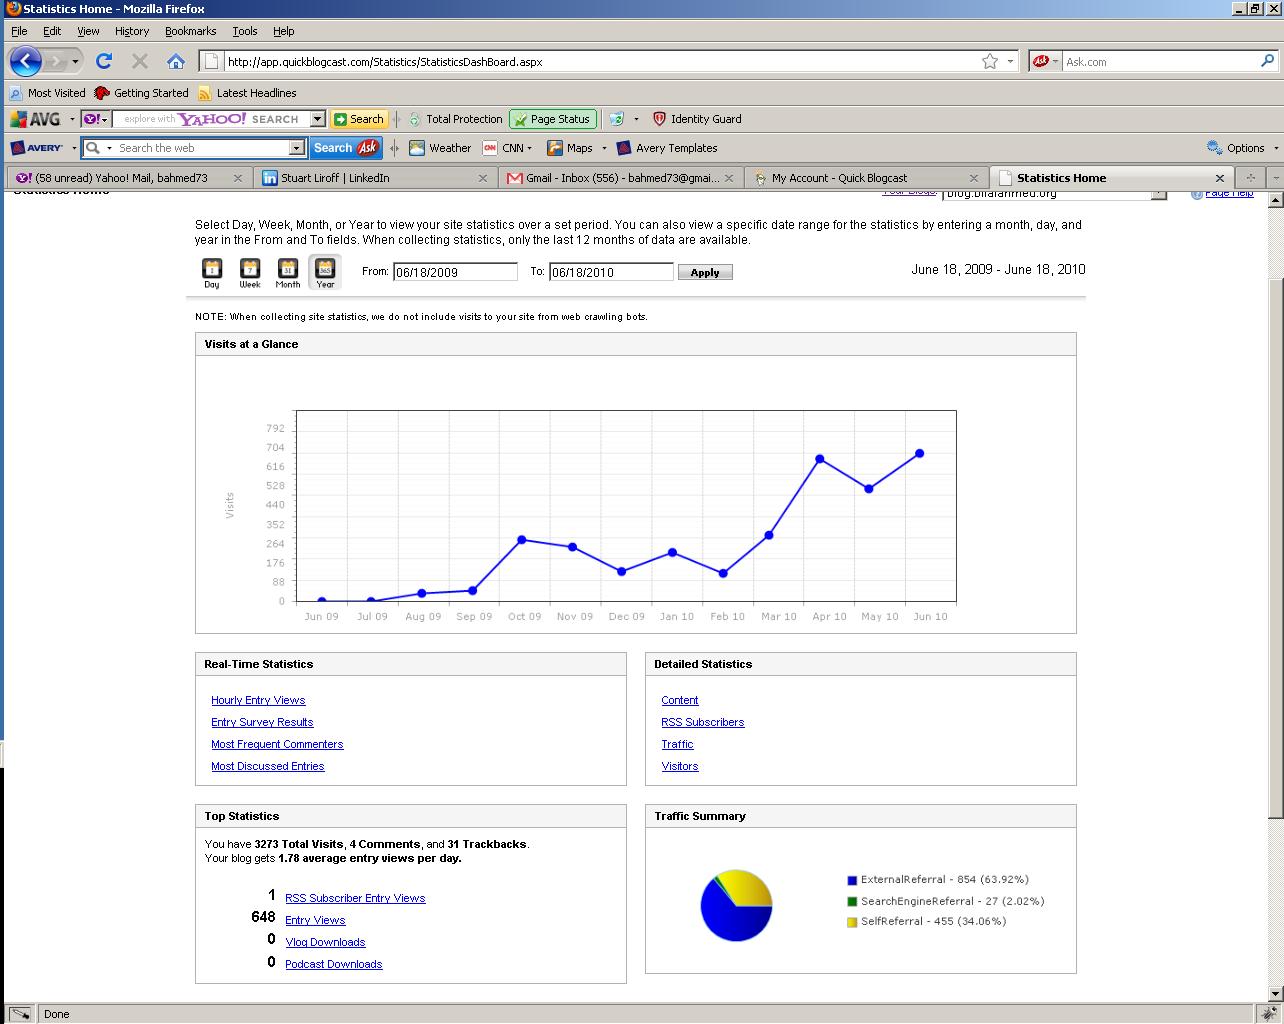 Statistics Home - Mozilla Firefox
File Edit View History Bookmarks Tools Help
http://app.quickblogcast.com/Statistics/StatisticsDashBoard.aspx
Ask Ask.com
Most Visited Getting Started Latest Headlines
AVG Y! explore with YAHOO! SEARCH Search Total Protection Page Status Identity Guard
AVERY Search the web Search Ask Weather CNN CNN Maps Avery Templates Options
(58 unread) Yahoo! Mail, bahmed73 Stuart Liroff | LinkedIn Gmail - Inbox (556) - bahmed73@gmai... My Account - Quick Blogcast Statistics Home
Statistics Home Your Blogs: blog.bilalahmed.org Page Help
Select Day, Week, Month, or Year to view your site statistics over a set period. You can also view a specific date range for the statistics by entering a month, day, and
year in the From and To fields. When collecting statistics, only the last 12 months of data are available.
1 7 31 365
Day Week Month Year
From: 06/18/2009 To: 06/18/2010 Apply
June 18, 2009 - June 18, 2010
NOTE: When collecting site statistics, we do not include visits to your site from web crawling bots.
Visits at a Glance
792
704
616
528
440
352
264
176
88
0
Visits
Jun 09 Jul 09 Aug 09 Sep 09 Oct 09 Nov 09 Dec 09 Jan 10 Feb 10 Mar 10 Apr 10 May 10 Jun 10
Real-Time Statistics
Hourly Entry Views
Entry Survey Results
Most Frequent Commenters
Most Discussed Entries
Detailed Statistics
Content
RSS Subscribers
Traffic
Visitors
Top Statistics
You have 3273 Total Visits, 4 Comments, and 31 Trackbacks.
Your blog gets 1.78 average entry views per day.
1 RSS Subscriber Entry Views
648 Entry Views
0 Vlog Downloads
0 Podcast Downloads
Traffic Summary
ExternalReferral - 854 (63.92%)
SearchEngineReferral - 27 (2.02%)
SelfReferral - 455 (34.06%)
Done